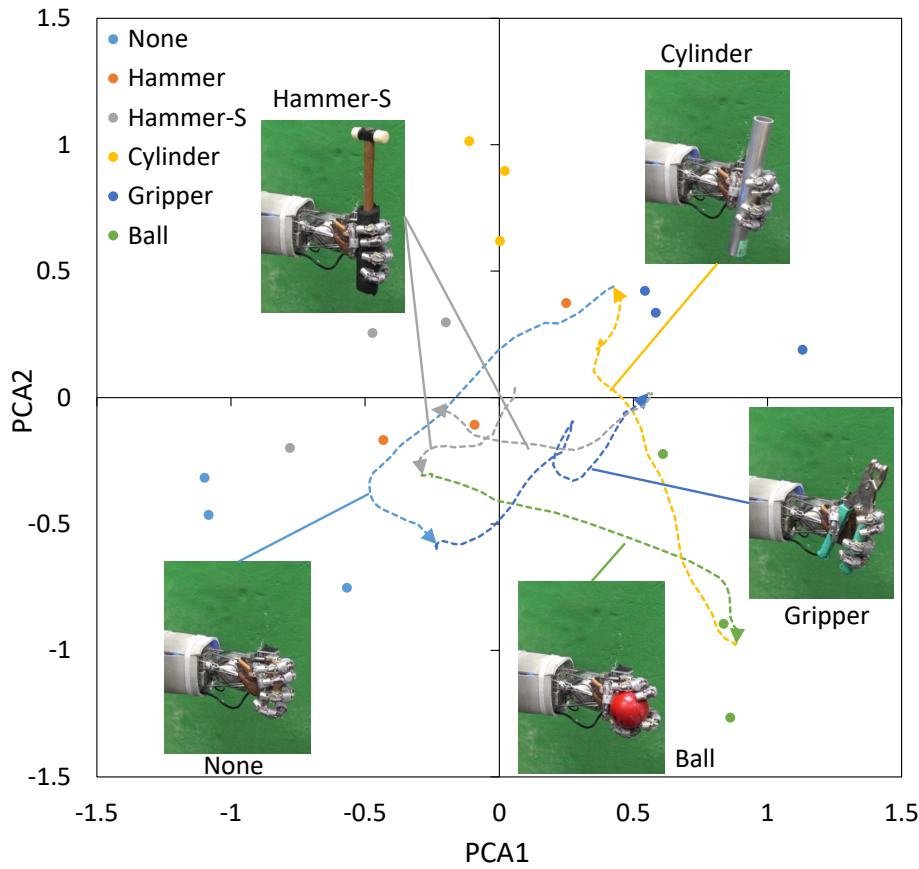 1.5
None
Hammer
Hammer-S
Cylinder
Gripper
Ball
Hammer-S
Cylinder
1
0.5
0
-0.5
-1
-1.5
PCA2
None
Ball
Gripper
-1.5
-1
-0.5
0
0.5
1
1.5
PCA1